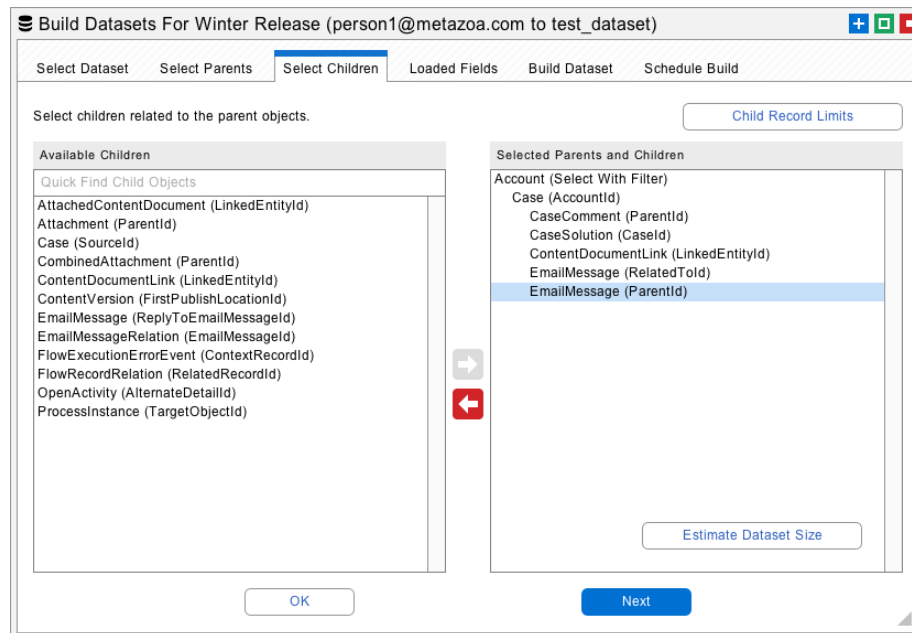 Build Datasets For Winter Release (person1@metazoa.com to test_dataset)
Select Dataset Select Parents Select Children Loaded Fields Build Dataset Schedule Build
Select children related to the parent objects.
Child Record Limits
Available Children
Quick Find Child Objects
AttachedContentDocument (LinkedEntityId)
Attachment (ParentId)
Case (SourceId)
CombinedAttachment (ParentId)
ContentDocumentLink (LinkedEntityId)
ContentVersion (FirstPublishLocationId)
EmailMessage (ReplyToEmailMessageId)
EmailMessageRelation (EmailMessageId)
FlowExecutionErrorEvent (ContextRecordId)
FlowRecordRelation (RelatedRecordId)
OpenActivity (AlternateDetailId)
ProcessInstance (TargetObjectId)
Selected Parents and Children
Account (Select With Filter)
Case (AccountId)
CaseComment (ParentId)
CaseSolution (CaseId)
ContentDocumentLink (LinkedEntityId)
EmailMessage (RelatedToId)
EmailMessage (ParentId)
Estimate Dataset Size
OK
Next